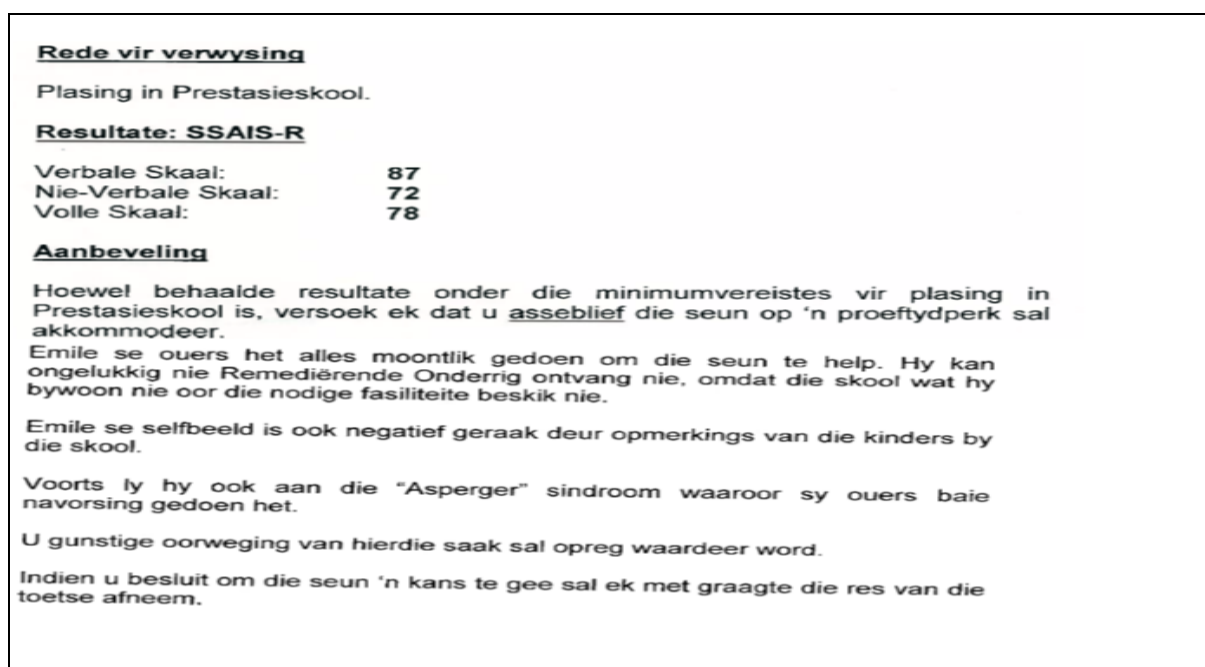 Rede vir verwysing
Plasing in Prestasieskool.
Resultate: SSAIS-R
Verbale Skaal: 87
Nie-Verbale Skaal: 72
Volle Skaal: 78
Aanbeveling
Hoewel behaalde resultate onder die minimumvereistes vir plasing in
Prestasieskool is, versoek ek dat u asseblief die seun op 'n proeftydperk sal
akkommodeer.
Emile se ouers het alles moontlik gedoen om die seun te help. Hy kan
ongelukkig nie Remediërende Onderrig ontvang nie, omdat die skool wat hy
bywoon nie oor die nodige fasiliteite beskik nie.
Emile se selfbeeld is ook negatief geraak deur opmerkings van die kinders by
die skool.
Voorts ly hy ook aan die “Asperger” sindroom waaroor sy ouers baie
navorsing gedoen het.
U gunstige oorweging van hierdie saak sal opreg waardeer word.
Indien u besluit om die seun 'n kans te gee sal ek met graagte die res van die
toetse afneem.